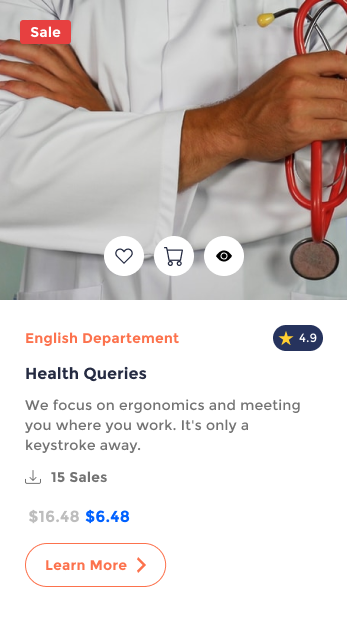 Sale
English Departement
4.9
Health Queries
We focus on ergonomics and meeting
you where you work. It's only a
keystroke away.
15 Sales
$16.48 $6.48
Learn More